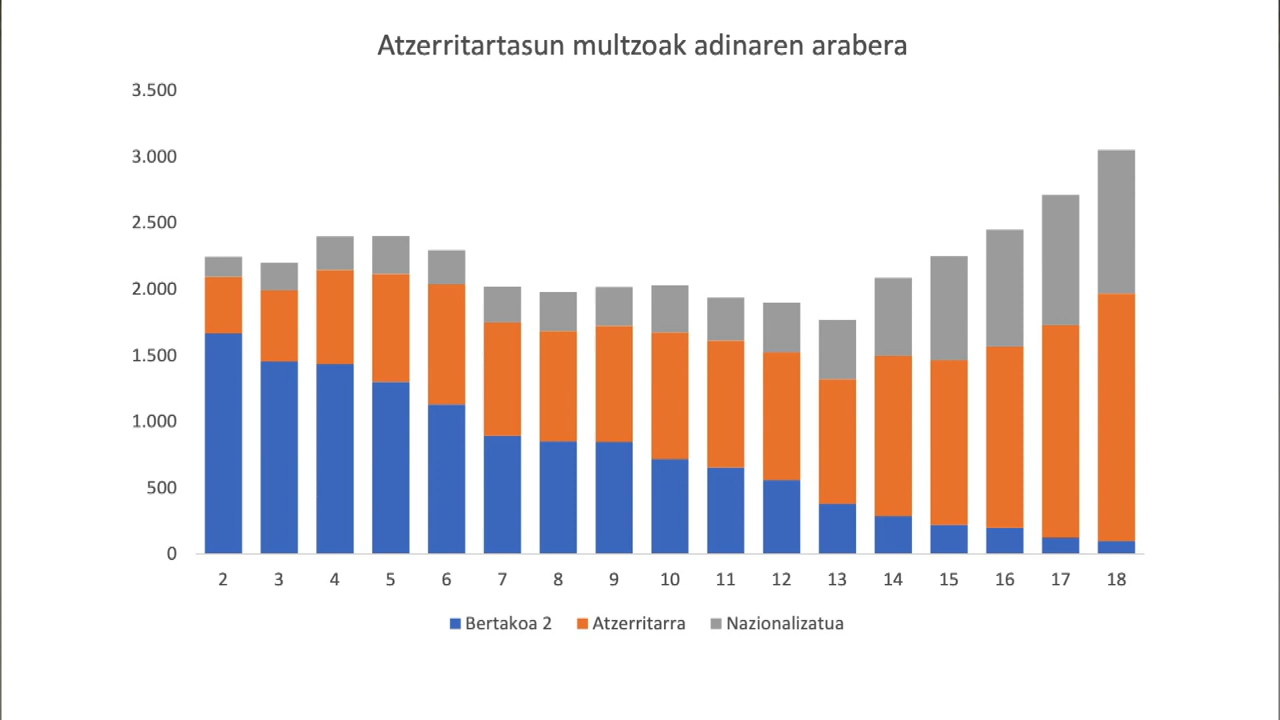 Atzerritartasun multzoak adinaren arabera
3.500
3.000
2.500
2.000
1.500
1.000
500
0
2 3 4 5 6 7 8 9 10 11 12 13 14 15 16 17 18
Bertakoa 2 Atzerritarra Nazionalizatua